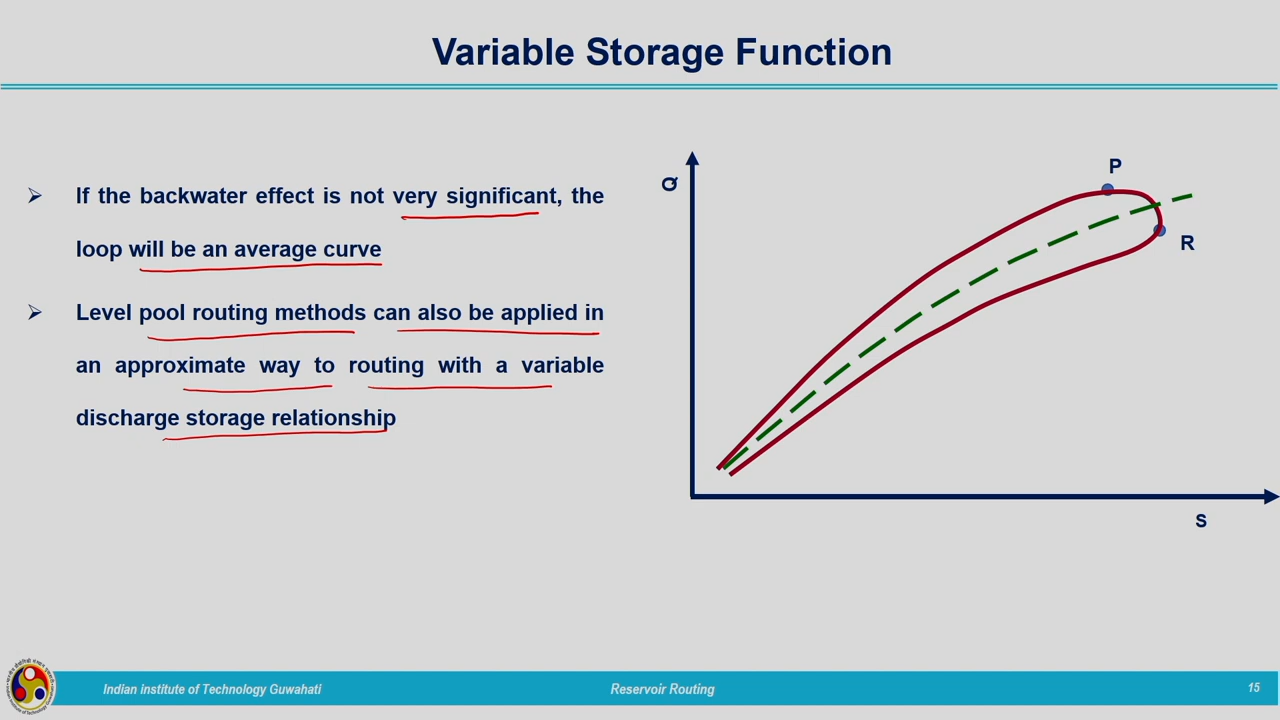 Variable Storage Function
➢ If the backwater effect is not very significant, the
loop will be an average curve
➢ Level pool routing methods can also be applied in
an approximate way to routing with a variable
discharge storage relationship
Q
P
R
S
Indian institute of Technology Guwahati
Reservoir Routing
15